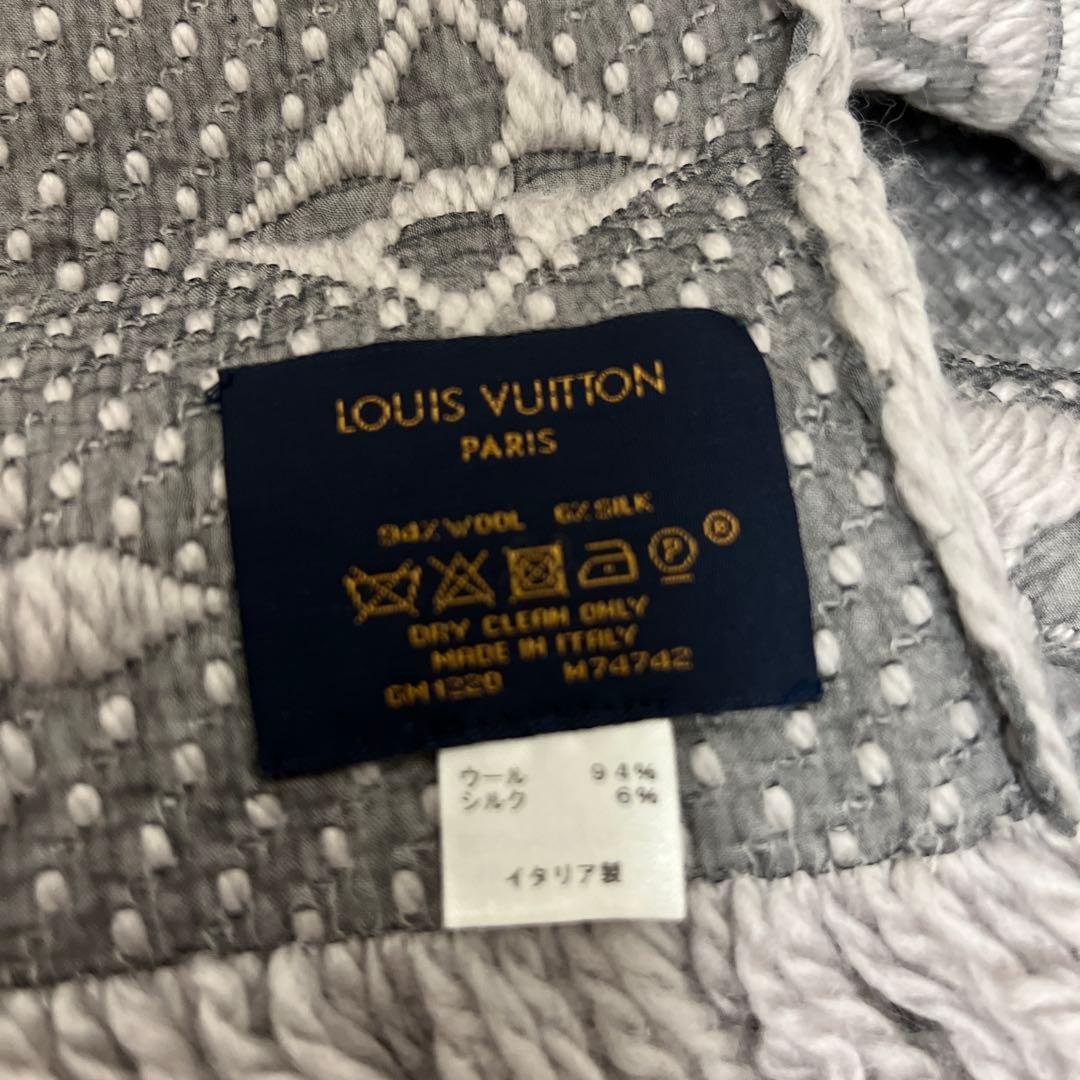 LOUIS VUITTON
PARIS
94% WOOL 6% SILK
P R
DRY CLEAN ONLY
MADE IN ITALY
GM1220 M74742
ウール 94%
シルク 6%
イタリア製